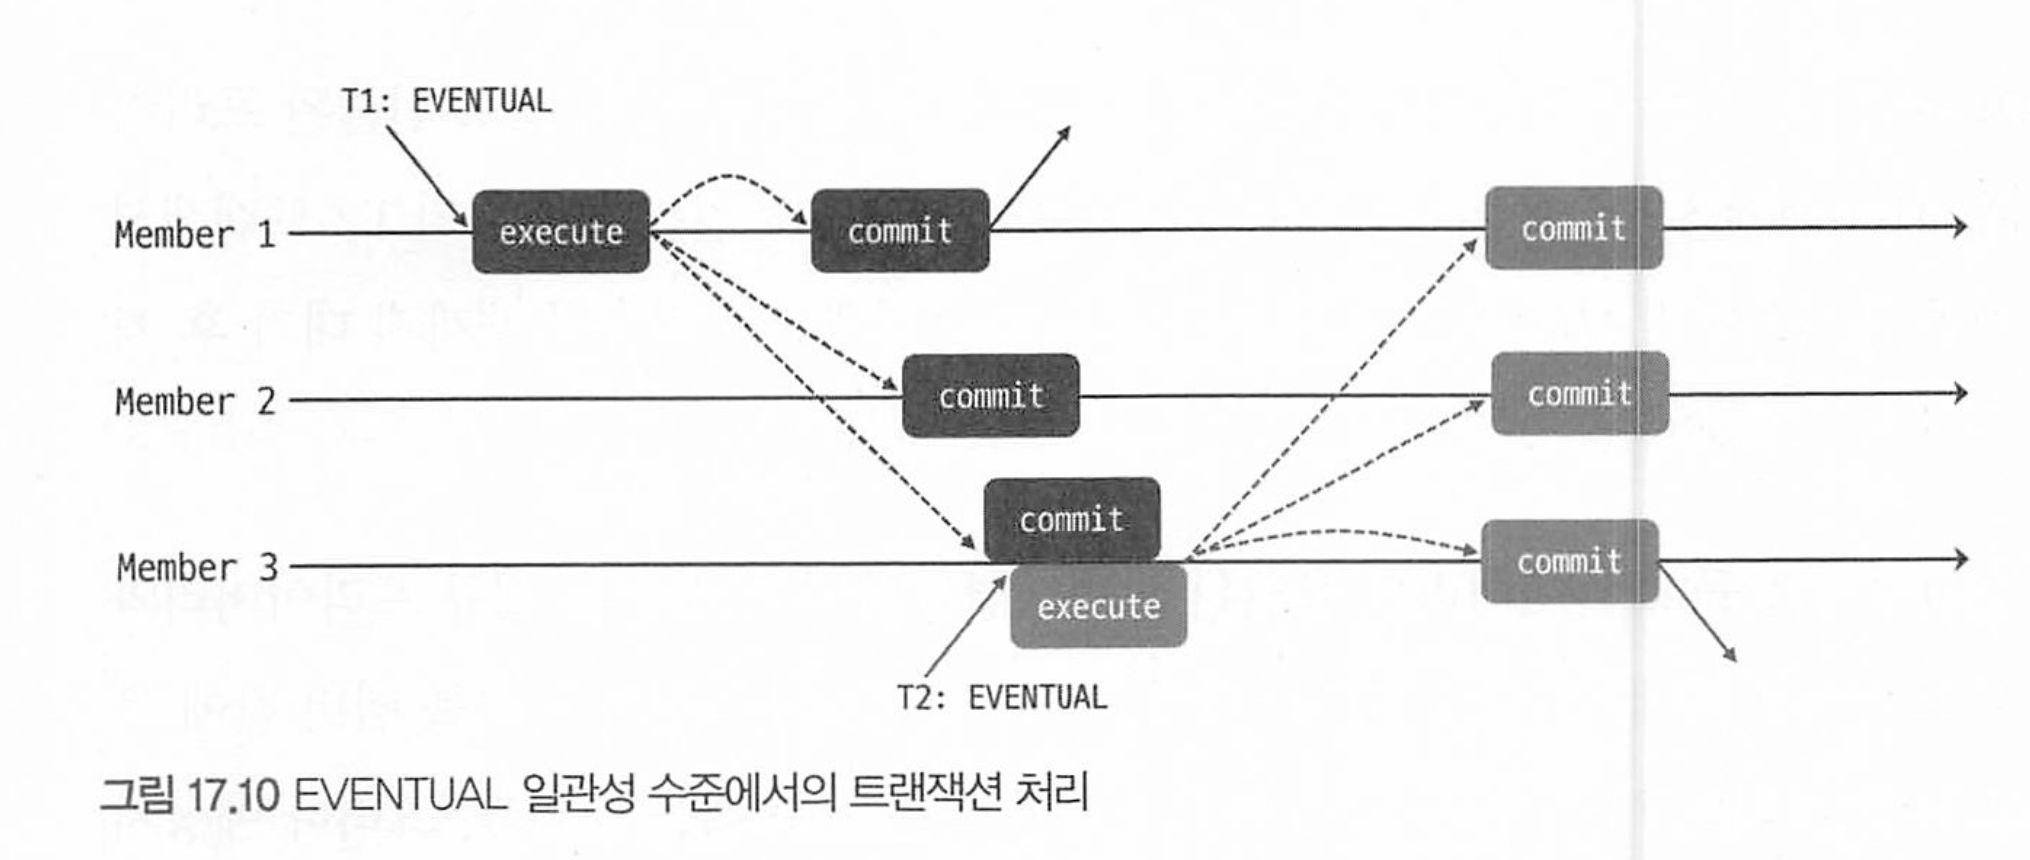 T1: EVENTUAL
Member 1 execute commit commit
Member 2 commit commit
commit
Member 3 commit
execute
T2: EVENTUAL
그림 17.10 EVENTUAL 일관성 수준에서의 트랜잭션 처리